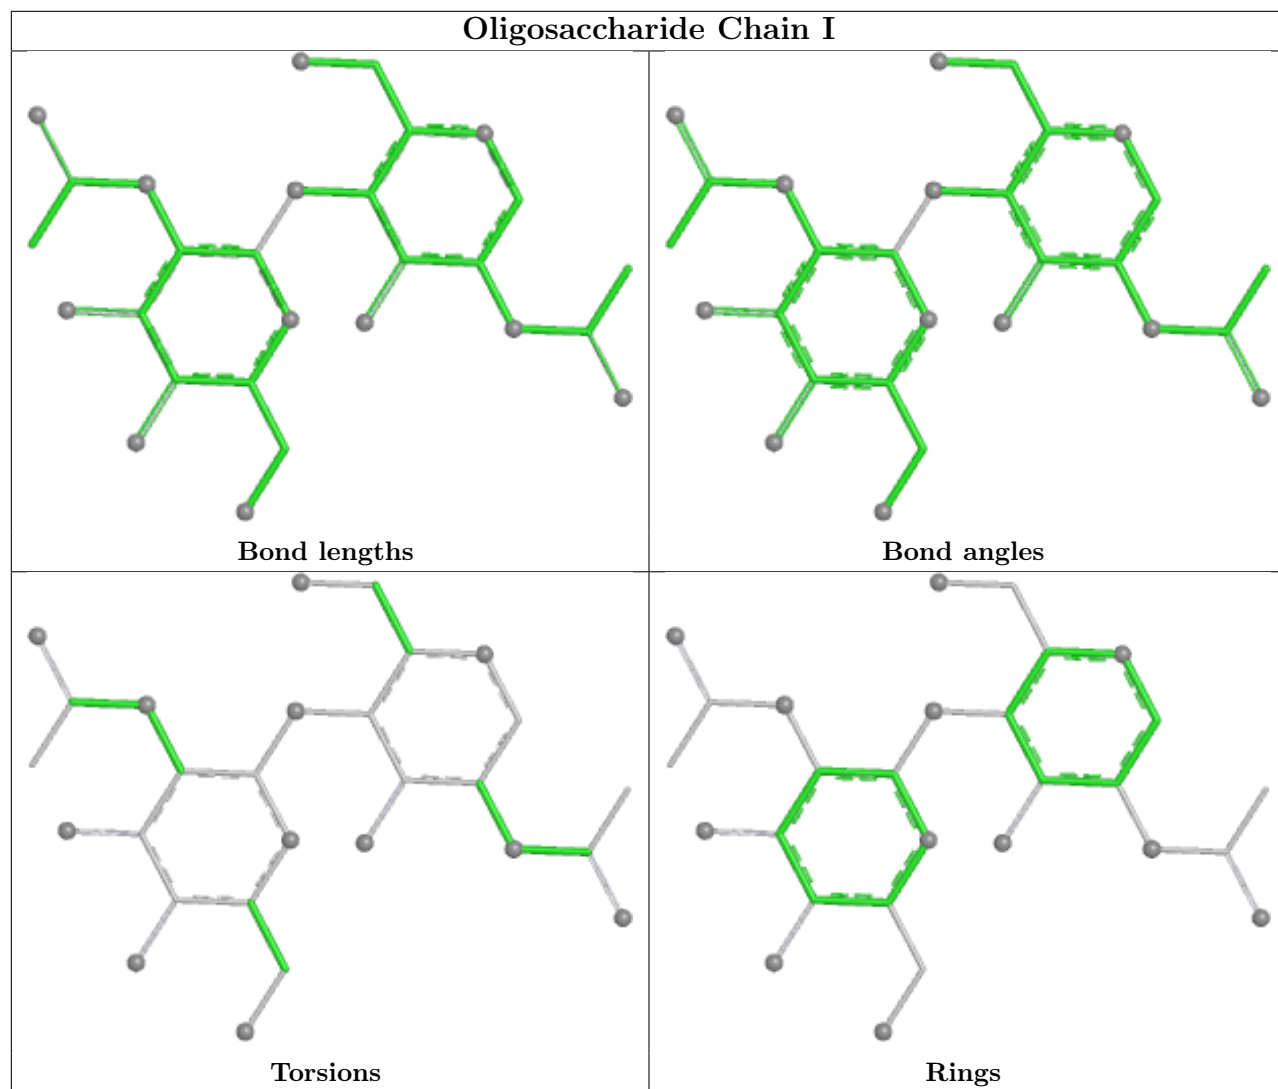 Oligosaccharide Chain I
Bond lengths
Bond angles
Torsions
Rings